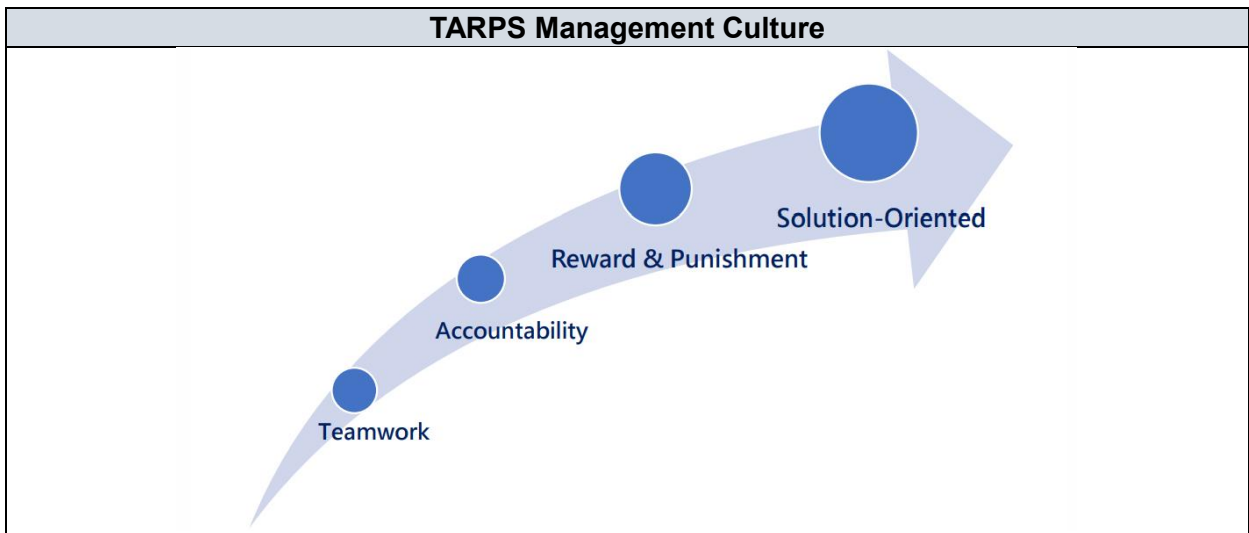 TARPS Management Culture
Solution-Oriented
Reward & Punishment
Accountability
Teamwork